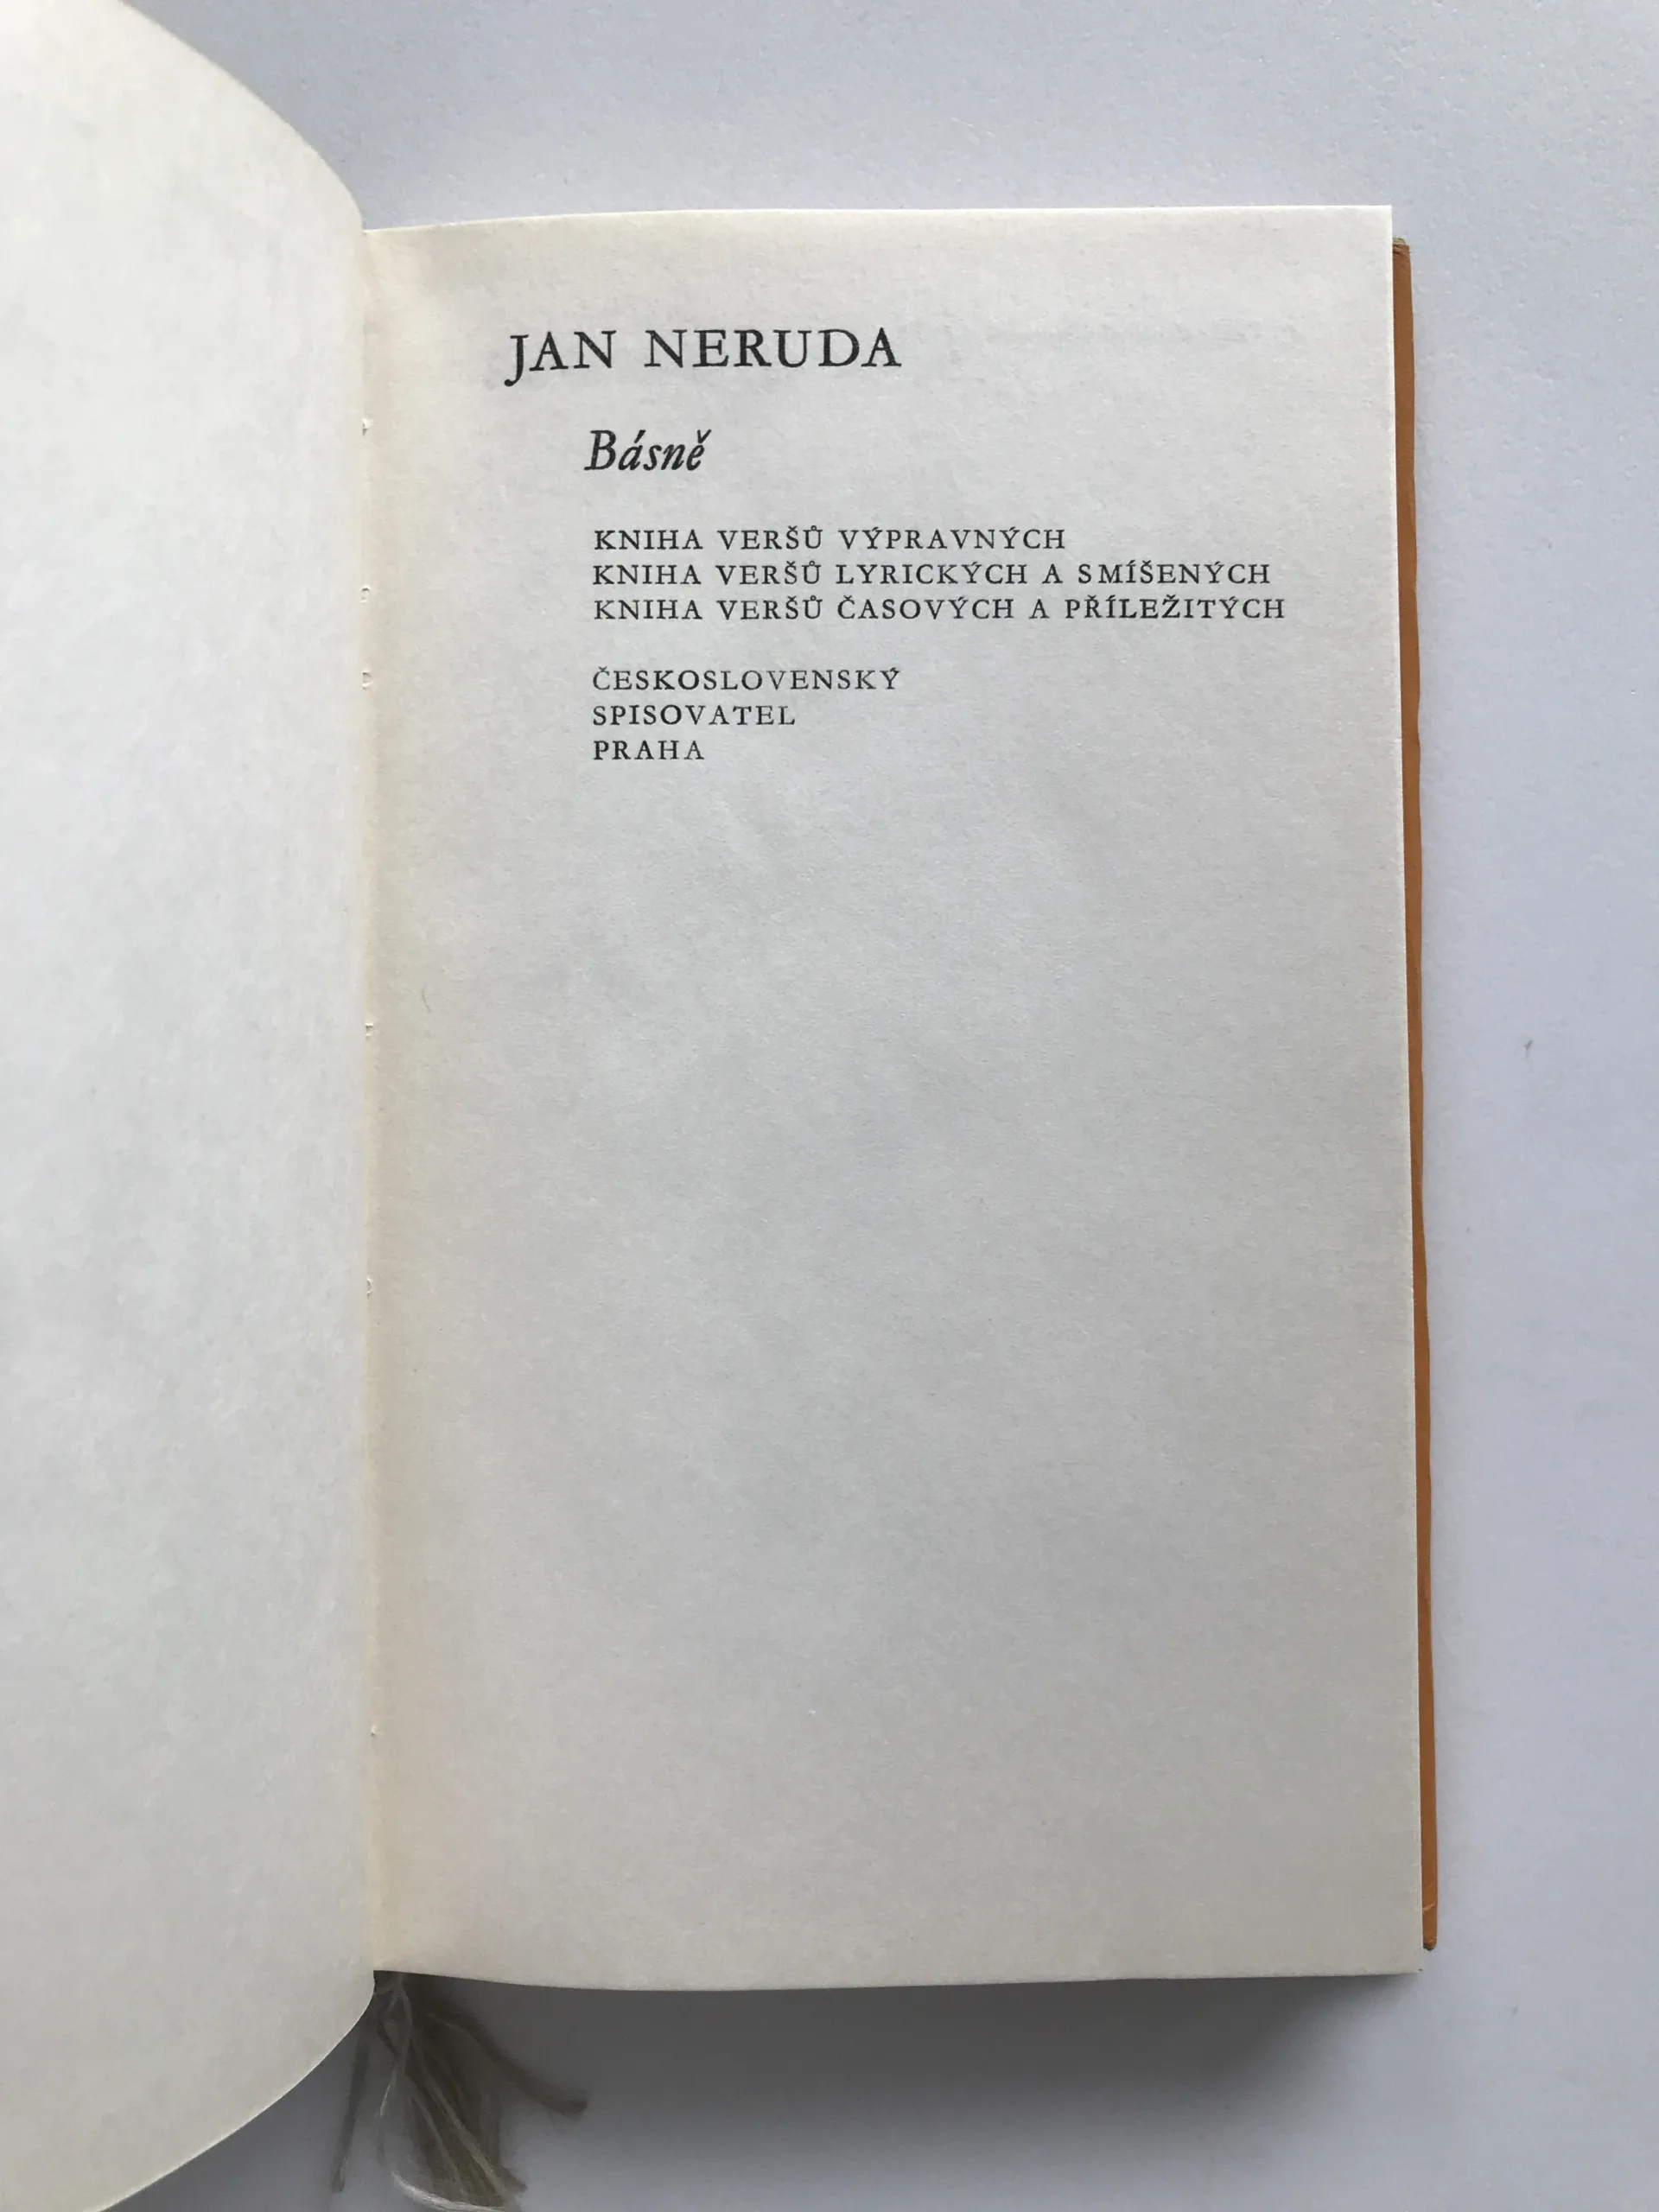 JAN NERUDA
Básně
KNIHA VERŠŮ VÝPRAVNÝCH
KNIHA VERŠŮ LYRICKÝCH A SMÍŠENÝCH
KNIHA VERŠŮ ČASOVÝCH A PŘÍLEŽITÝCH
ČESKOSLOVENSKÝ
SPISOVATEL
PRAHA